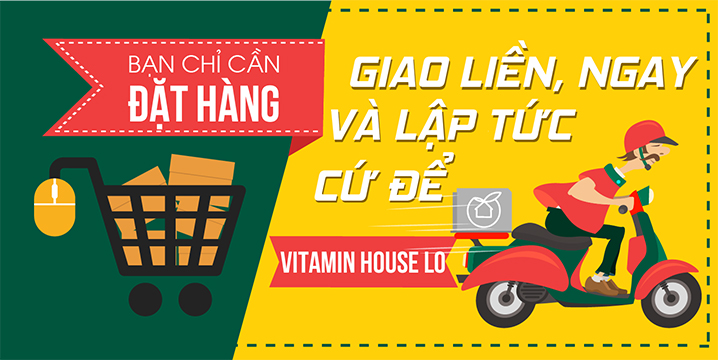 BẠN CHỈ CẦN
ĐẶT HÀNG
GIAO LIỀN, NGAY
VÀ LẬP TỨC
CỨ ĐỂ
VITAMIN HOUSE LO